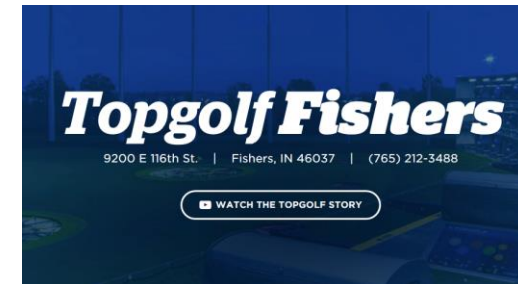 Topgolf Fishers
9200 E 116th St. | Fishers, IN 46037 | (765) 212-3488
WATCH THE TOPGOLF STORY